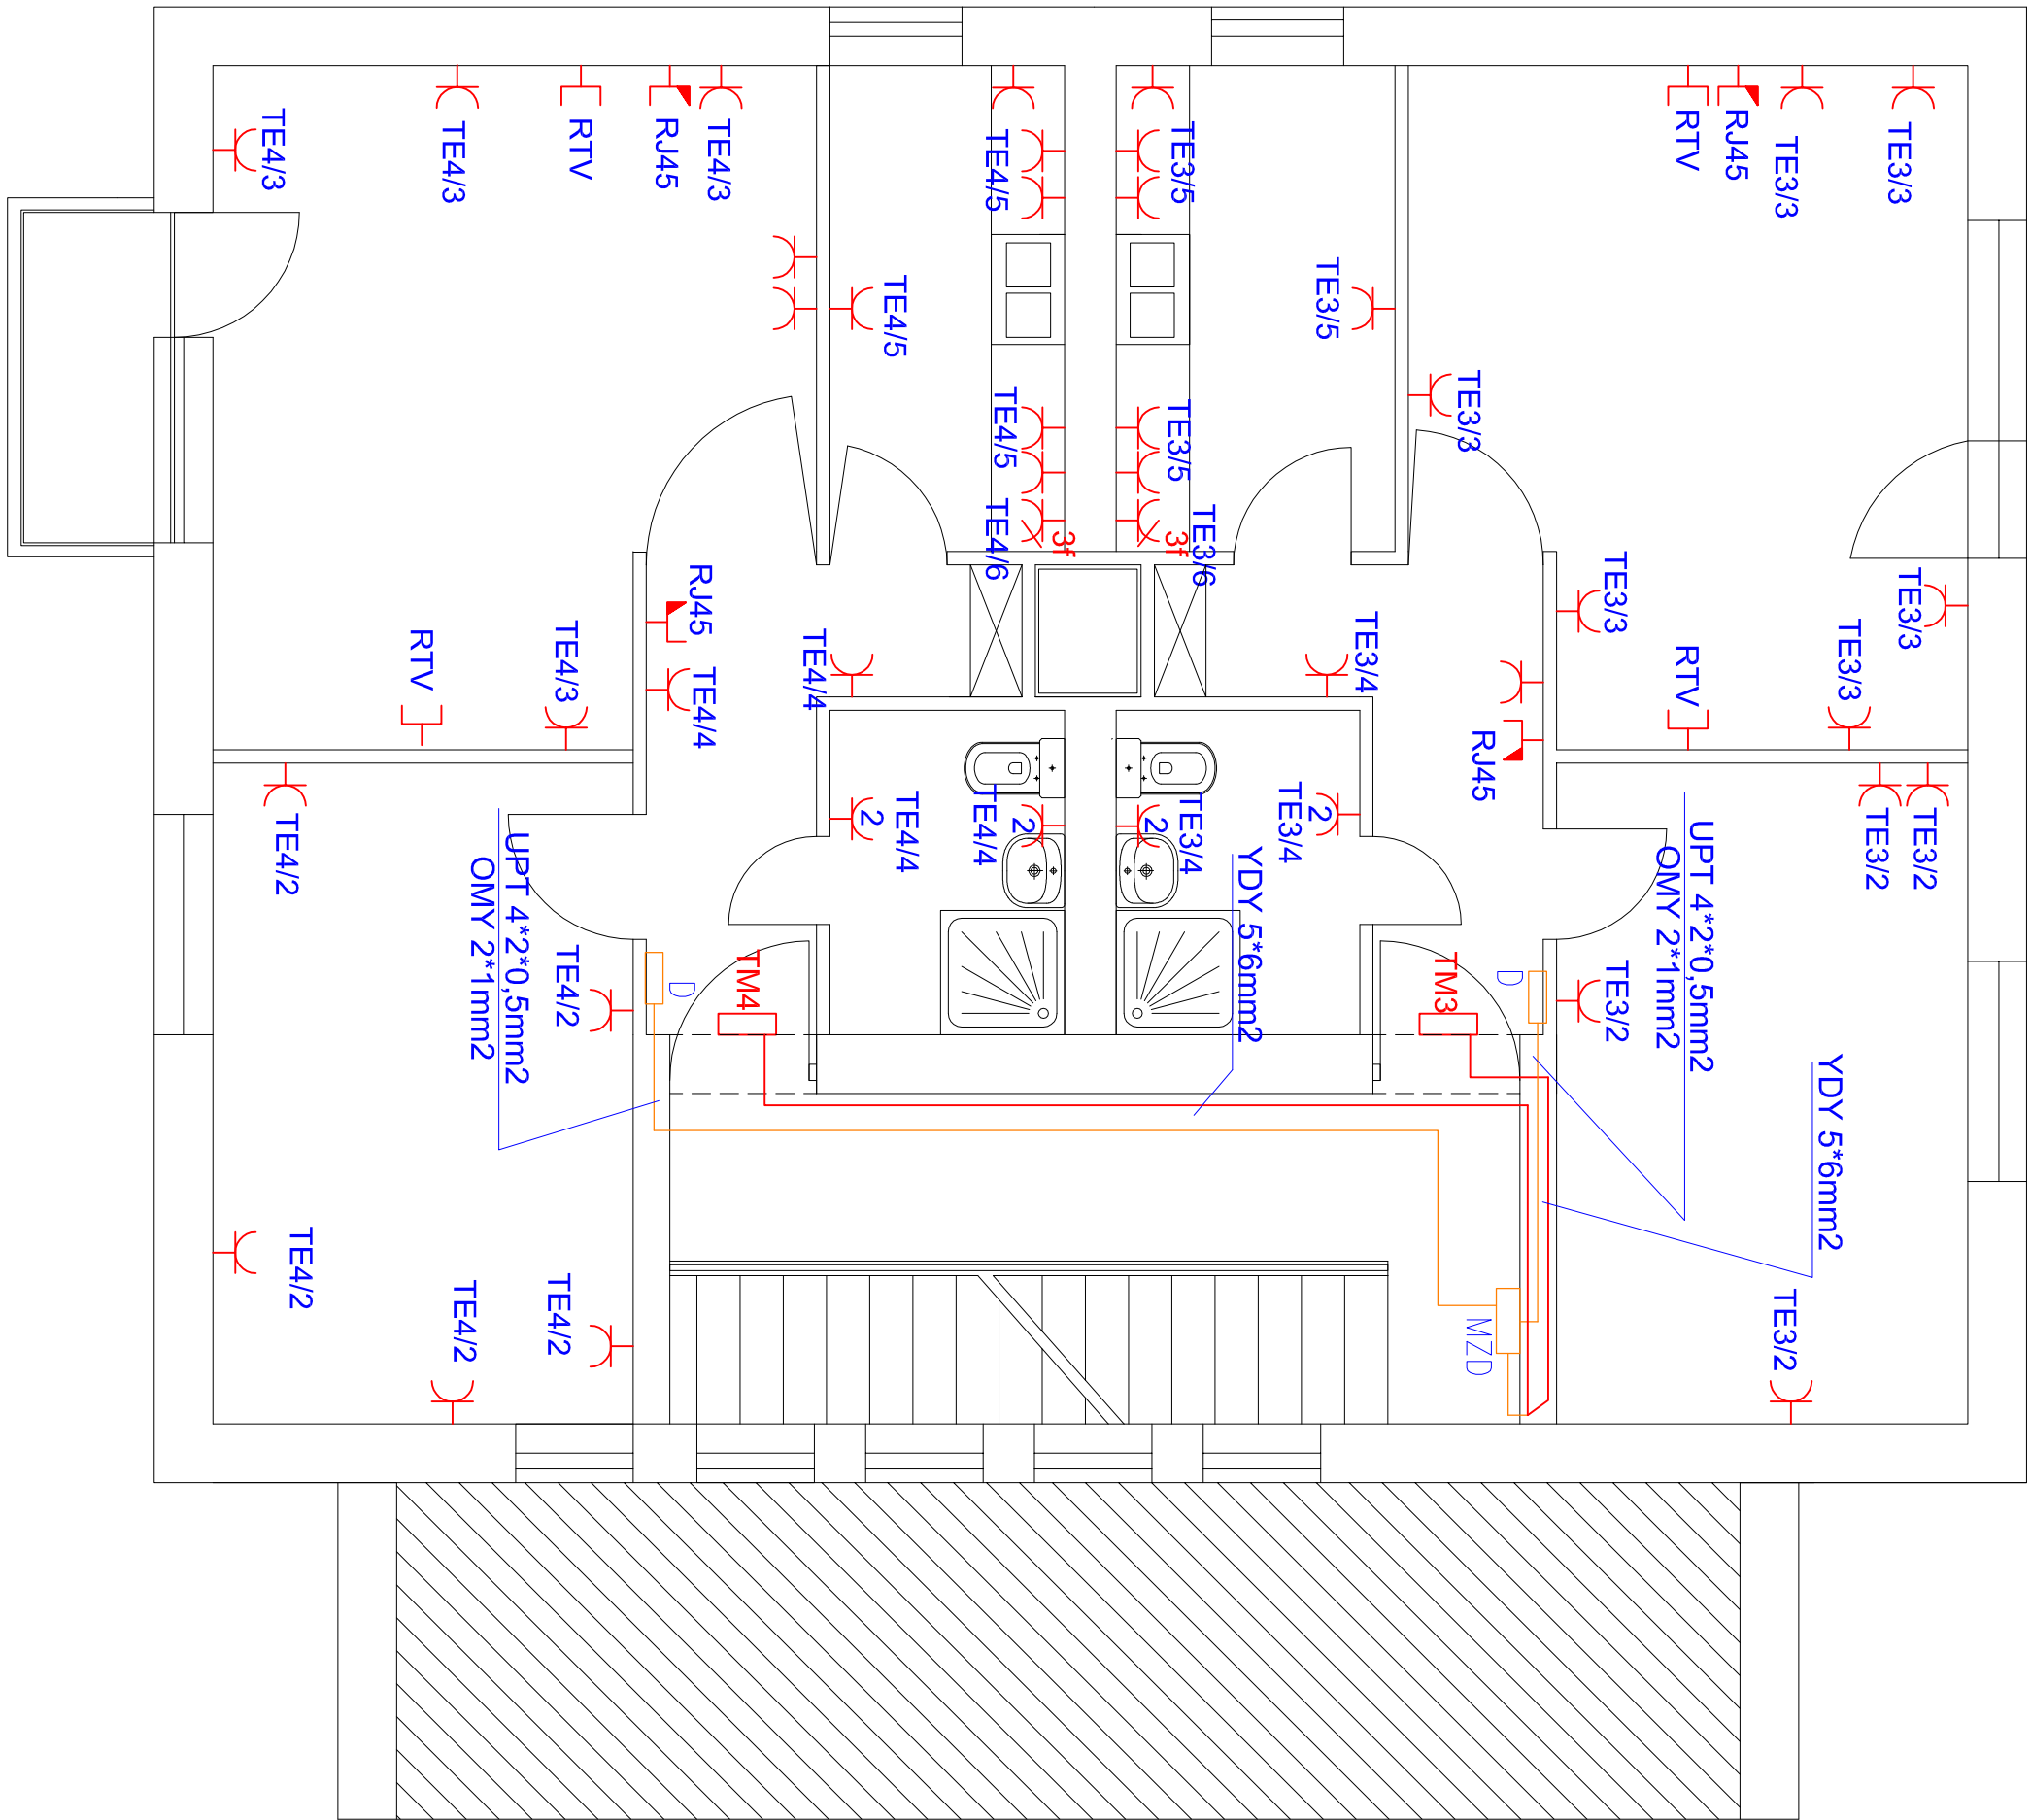 TE4/3
TE4/3
RTV
RJ45
TE4/3
TE4/5
TE3/5
RTV
RJ45
TE3/3
TE3/3
TE4/5
TE3/5
TE4/5
TE3/5
TE3/3
TE4/6
3f
3f
TE3/6
RTV
TE4/3
RJ45
TE4/4
TE4/4
TE3/4
RJ45
TE3/3
RTV
TE3/3
TE3/3
TE4/2
2
TE4/4
TE4/4
2
2
TE3/4
TE3/4
2
TE3/2
TE3/2
UPT 4*2*0,5mm2
OMY 2*1mm2
YDY 5*6mm2
UPT 4*2*0,5mm2
OMY 2*1mm2
TE4/2
D
TM4
TM3
D
TE3/2
YDY 5*6mm2
TE4/2
TE4/2
TE4/2
MZD
TE3/2